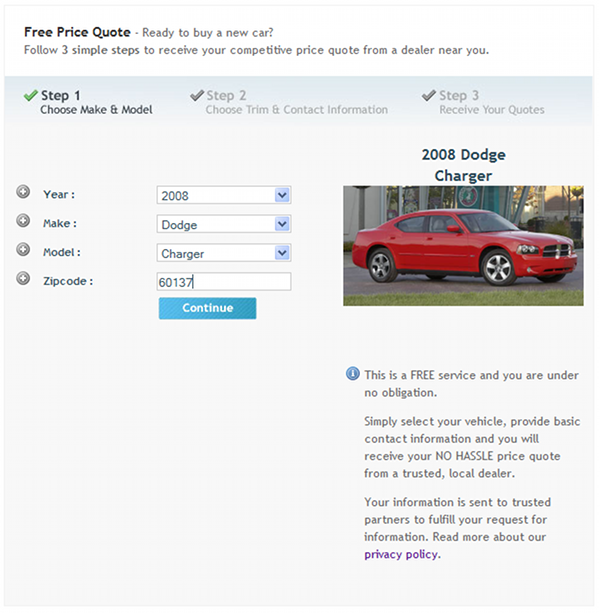 Free Price Quote - Ready to buy a new car?
Follow 3 simple steps to receive your competitive price quote from a dealer near you.
Step 1
Choose Make & Model
Step 2
Choose Trim & Contact Information
Step 3
Receive Your Quotes
Year :
2008
Make :
Dodge
Model :
Charger
Zipcode :
60137
Continue
2008 Dodge
Charger
This is a FREE service and you are under
no obligation.
Simply select your vehicle, provide basic
contact information and you will
receive your NO HASSLE price quote
from a trusted, local dealer.
Your information is sent to trusted
partners to fulfill your request for
information. Read more about our
privacy policy.